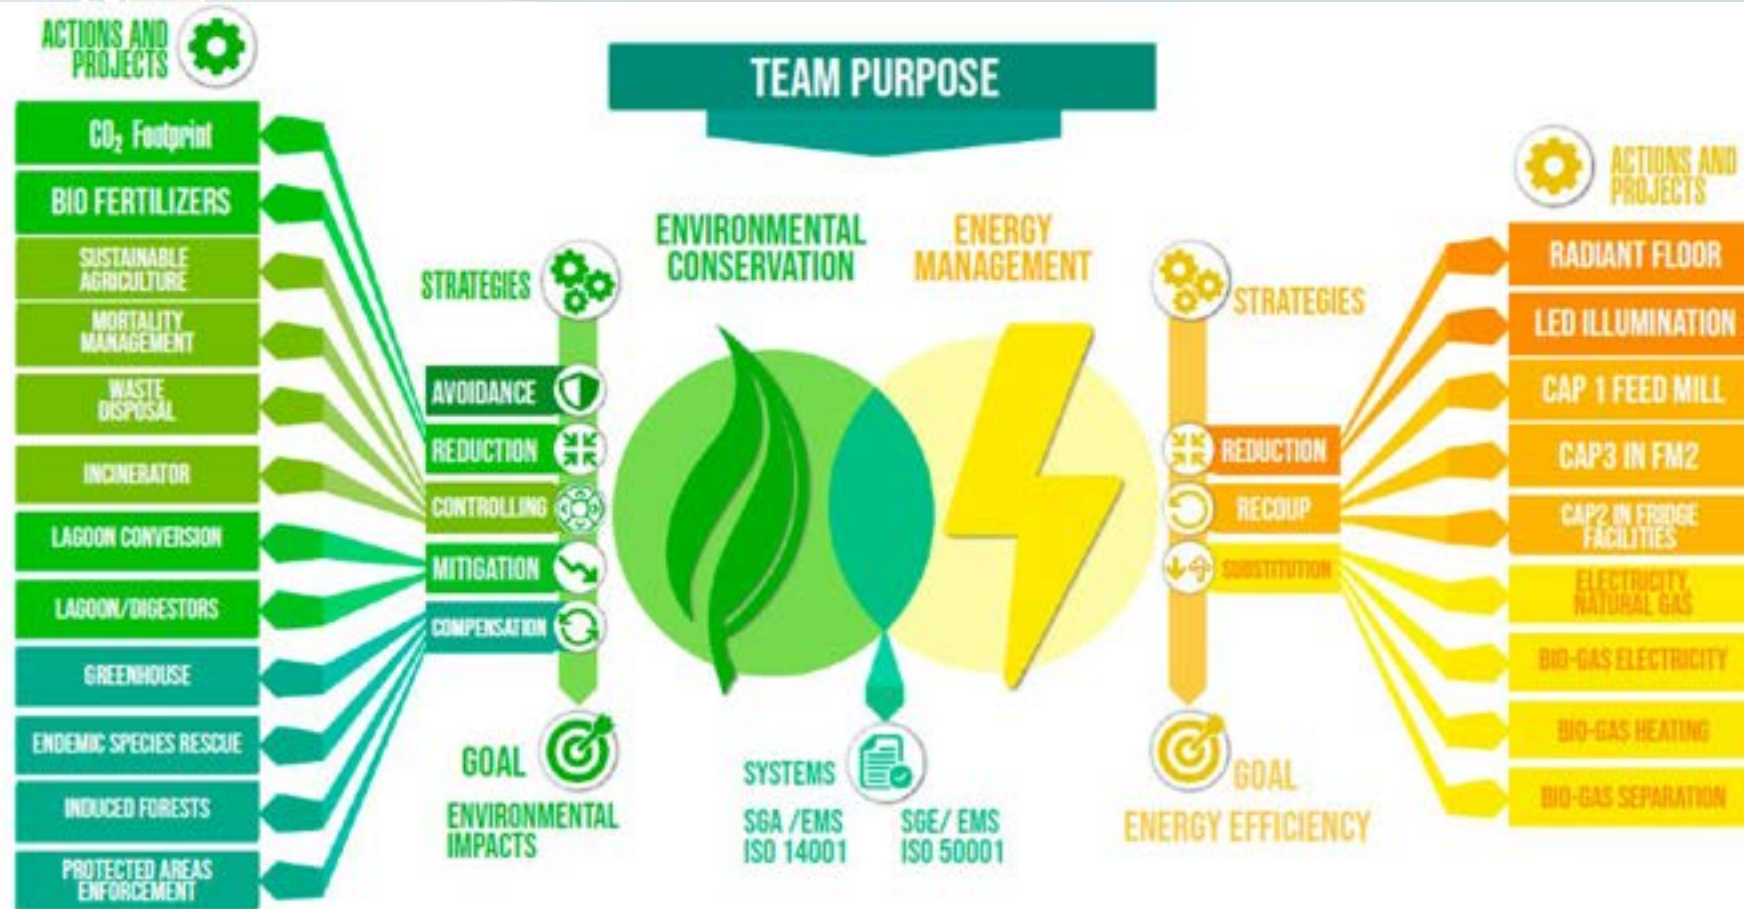 TEAM PURPOSE
ACTIONS AND
PROJECTS
CO₂ Footprint
BIO FERTILIZERS
SUSTAINABLE
AGRICULTURE
MORTALITY
MANAGEMENT
WASTE
DISPOSAL
INCINERATOR
LAGOON CONVERSION
LAGOON/DIGESTORS
GREENHOUSE
ENDEMIC SPECIES RESCUE
INDUCED FORESTS
PROTECTED AREAS
ENFORCEMENT
STRATEGIES
AVOIDANCE
REDUCTION
CONTROLLING
MITIGATION
COMPENSATION
GOAL
ENVIRONMENTAL
IMPACTS
ENVIRONMENTAL
CONSERVATION
ENERGY
MANAGEMENT
SYSTEMS
SGA /EMS
ISO 14001
SGE/ EMS
ISO 50001
STRATEGIES
REDUCTION
RECOUP
SUBSTITUTION
GOAL
ENERGY EFFICIENCY
ACTIONS AND
PROJECTS
RADIANT FLOOR
LED ILLUMINATION
CAP 1 FEED MILL
CAP3 IN FM2
CAP2 IN FRIDGE
FACILITIES
ELECTRICITY,
NATURAL GAS
BIO-GAS ELECTRICITY
BIO-GAS HEATING
BIO-GAS SEPARATION